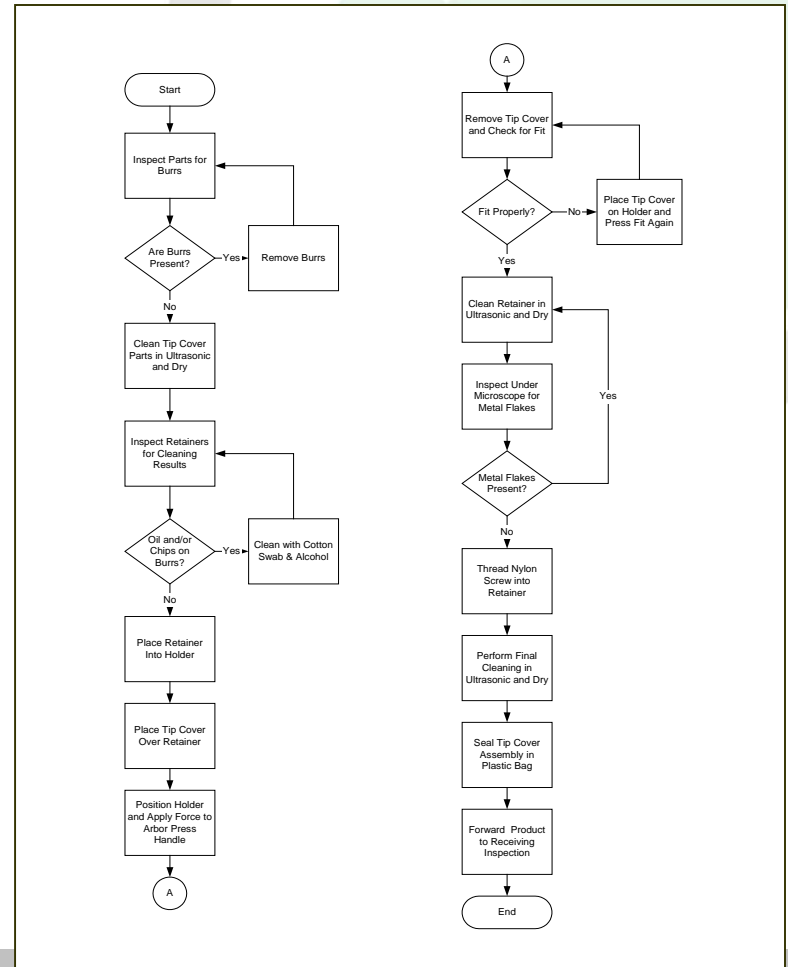 Start
Inspect Parts for
Burrs
Are Burrs
Present?
Yes
Remove Burrs
No
Clean Tip Cover
Parts in Ultrasonic
and Dry
Inspect Retainers
for Cleaning
Results
Oil and/or
Chips on
Burrs?
Yes
Clean with Cotton
Swab & Alcohol
No
Place Retainer
Into Holder
Place Tip Cover
Over Retainer
Position Holder
and Apply Force to
Arbor Press
Handle
A
A
Remove Tip Cover
and Check for Fit
Fit Properly?
No
Place Tip Cover
on Holder and
Press Fit Again
Yes
Clean Retainer in
Ultrasonic and Dry
Inspect Under
Microscope for
Metal Flakes
Yes
Metal Flakes
Present?
No
Thread Nylon
Screw into
Retainer
Perform Final
Cleaning in
Ultrasonic and Dry
Seal Tip Cover
Assembly in
Plastic Bag
Forward Product
to Receiving
Inspection
End